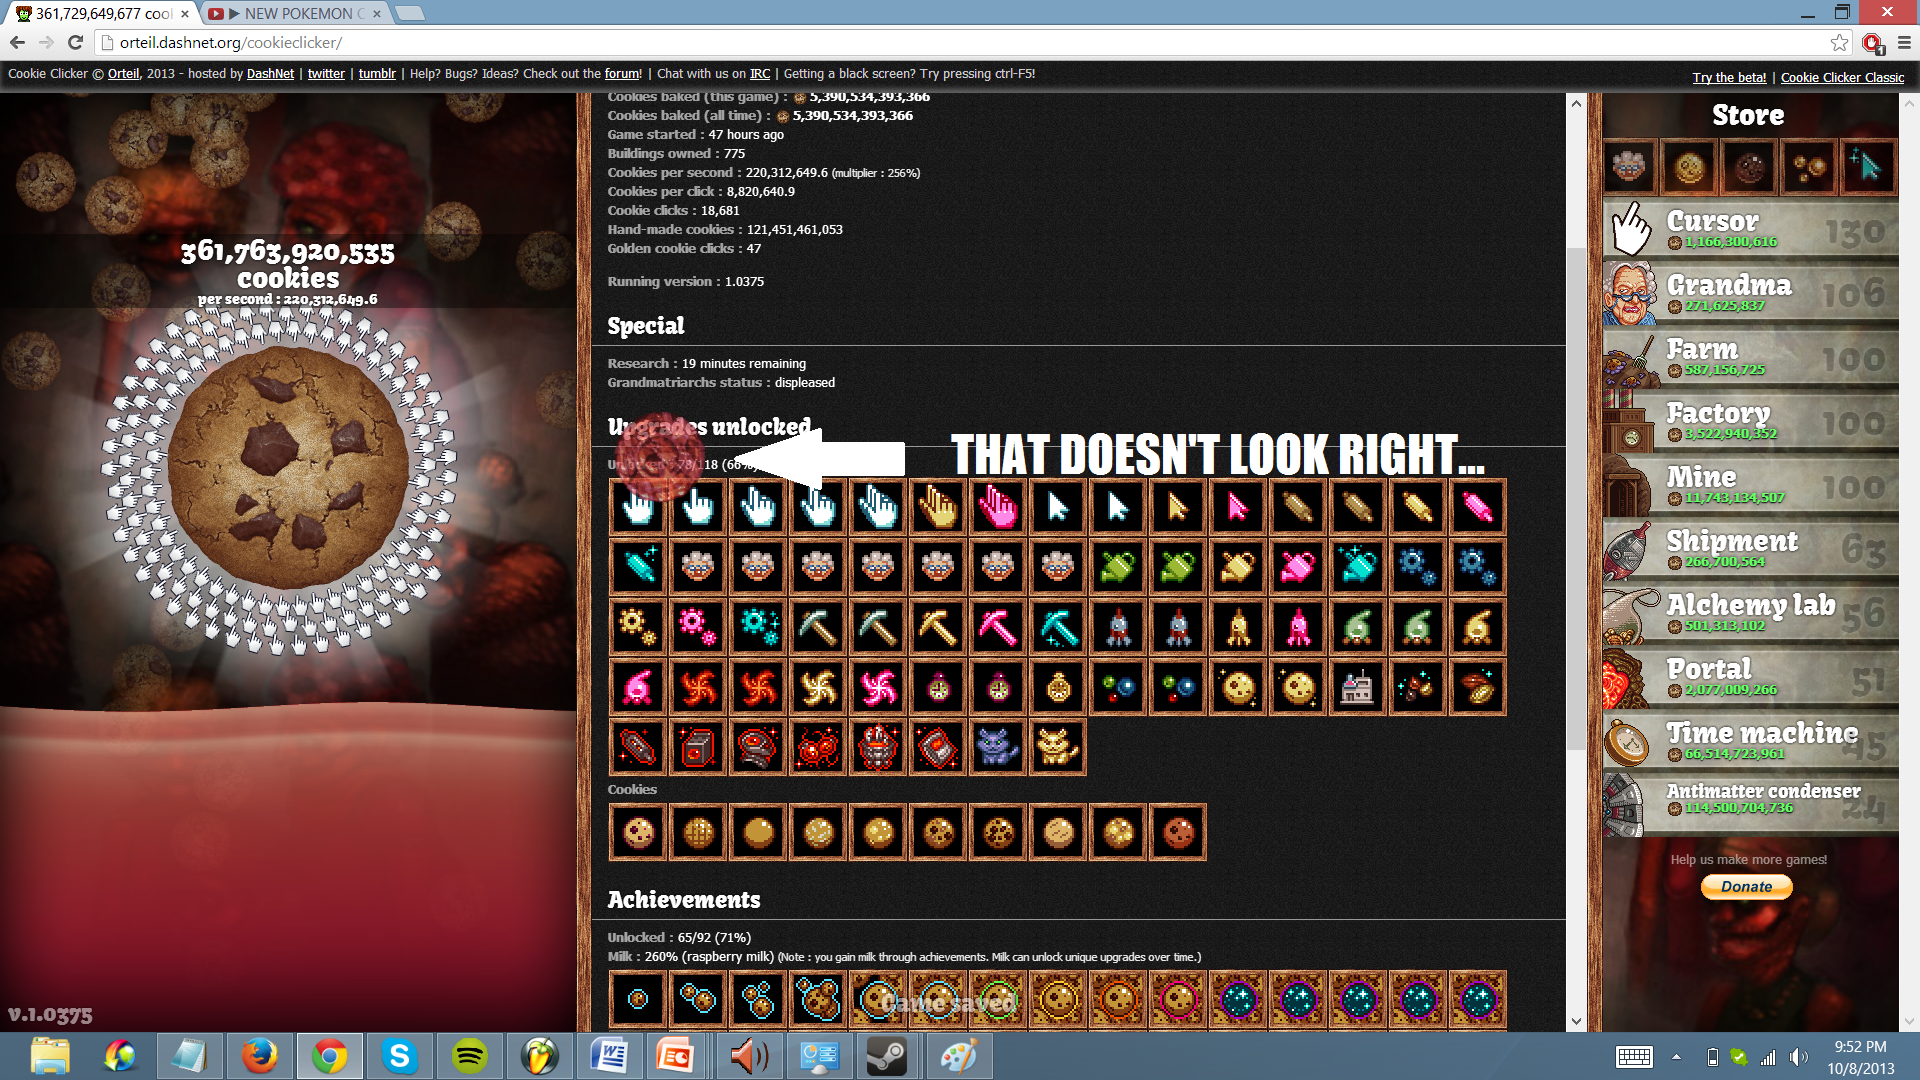 361,729,649,677 cool
▶ NEW POKEMON C
orteil.dashnet.org/cookieclicker/
Cookie Clicker © Orteil, 2013 - hosted by DashNet | twitter | tumblr | Help? Bugs? Ideas? Check out the forum! | Chat with us on IRC | Getting a black screen? Try pressing ctrl-F5!
Try the beta! | Cookie Clicker Classic
361,763,920,535
cookies
per second : 220,312,649.6
v.1.0375
Cookies baked (this game) : 5,390,534,393,366
Cookies baked (all time) : 5,390,534,393,366
Game started : 47 hours ago
Buildings owned : 775
Cookies per second : 220,312,649.6 (multiplier : 256%)
Cookies per click : 8,820,640.9
Cookie clicks : 18,681
Hand-made cookies : 121,451,461,053
Golden cookie clicks : 47
Running version : 1.0375
Special
Research : 19 minutes remaining
Grandmatriarchs status : displeased
Upgrades unlocked
78/118 (66%)
THAT DOESN'T LOOK RIGHT...
Cookies
Achievements
Unlocked : 65/92 (71%)
Milk : 260% (raspberry milk) (Note : you gain milk through achievements. Milk can unlock unique upgrades over time.)
Game saved
Store
Cursor 130
1,166,300,616
Grandma 106
271,625,837
Farm 100
587,156,725
Factory 100
3,522,940,352
Mine 100
11,743,134,507
Shipment 63
266,700,564
Alchemy lab 56
501,313,102
Portal 51
2,077,009,266
Time machine 45
66,514,723,961
Antimatter condenser 24
114,500,704,736
Help us make more games!
Donate
9:52 PM
10/8/2013